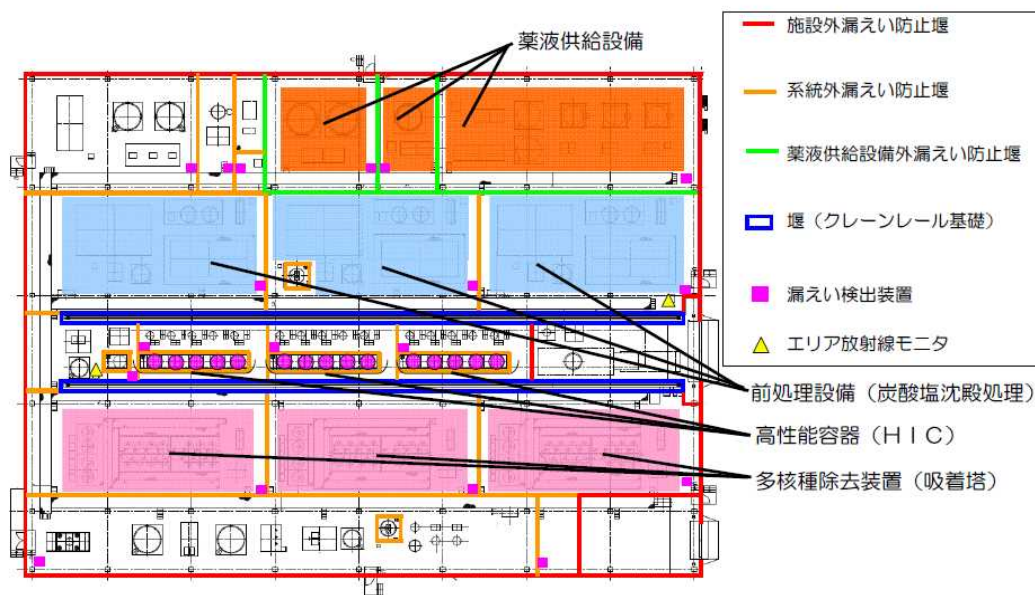 薬液供給設備
施設外漏えい防止堰
系統外漏えい防止堰
薬液供給設備外漏えい防止堰
堰（クレーンレール基礎）
漏えい検出装置
エリア放射線モニタ
前処理設備（炭酸塩沈殿処理）
高性能容器（ＨＩＣ）
多核種除去装置（吸着塔）